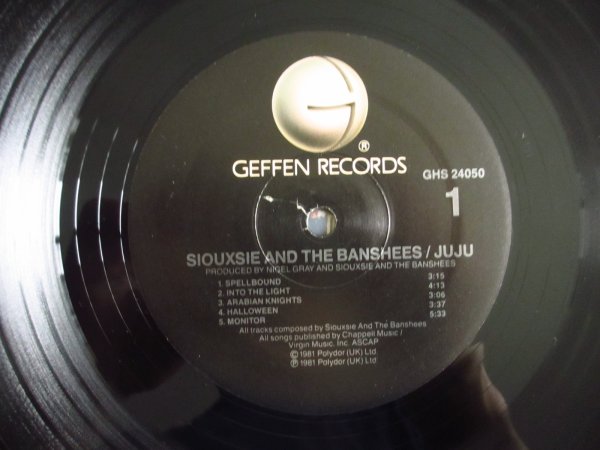 ®
GEFFEN RECORDS
GHS 24050
1
SIOUXSIE AND THE BANSHEES / JUJU
PRODUCED BY NIGEL GRAY AND SIOUXSIE AND THE BANSHEES
1. SPELLBOUND 3:15
2. INTO THE LIGHT 4:13
3. ARABIAN KNIGHTS 3:06
4. HALLOWEEN 3:37
5. MONITOR 5:33
All tracks composed by Siouxsie And The Banshees
All songs published by Chappell Music /
Virgin Music, Inc. ASCAP
©1981 Polydor (UK) Ltd.
℗1981 Polydor (UK) Ltd.